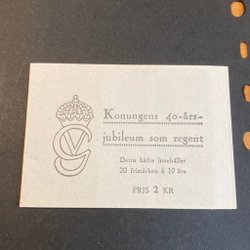 Konungens 40-års-
jubileum som regent
Detta häfte innehåller
20 frimärken à 10 öre
PRIS 2 KR